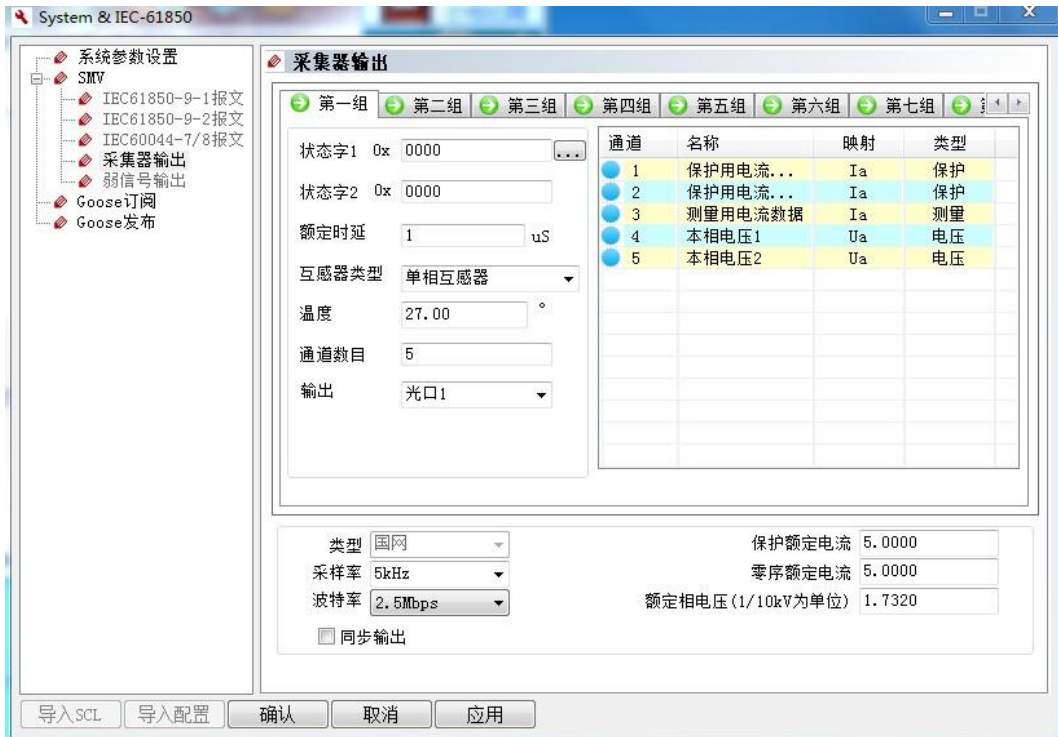 System & IEC-61850
系统参数设置
SMV
IEC61850-9-1报文
IEC61850-9-2报文
IEC60044-7/8报文
采集器输出
弱信号输出
Goose订阅
Goose发布
采集器输出
第一组 第二组 第三组 第四组 第五组 第六组 第七组
状态字1 0x 0000 ...
状态字2 0x 0000
额定时延 1 uS
互感器类型 单相互感器
温度 27.00 °
通道数目 5
输出 光口1
通道 名称 映射 类型
1 保护用电流... Ia 保护
2 保护用电流... Ia 保护
3 测量用电流数据 Ia 测量
4 本相电压1 Ua 电压
5 本相电压2 Ua 电压
类型 国网
采样率 5kHz
波特率 2.5Mbps
同步输出
保护额定电流 5.0000
零序额定电流 5.0000
额定相电压(1/10kV为单位) 1.7320
导入SCL 导入配置 确认 取消 应用